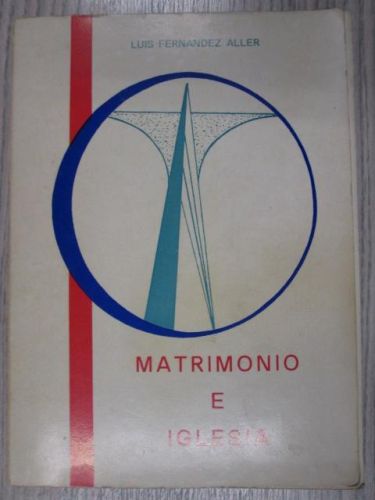 LUIS FERNANDEZ ALLER
MATRIMONIO
E
IGLESIA